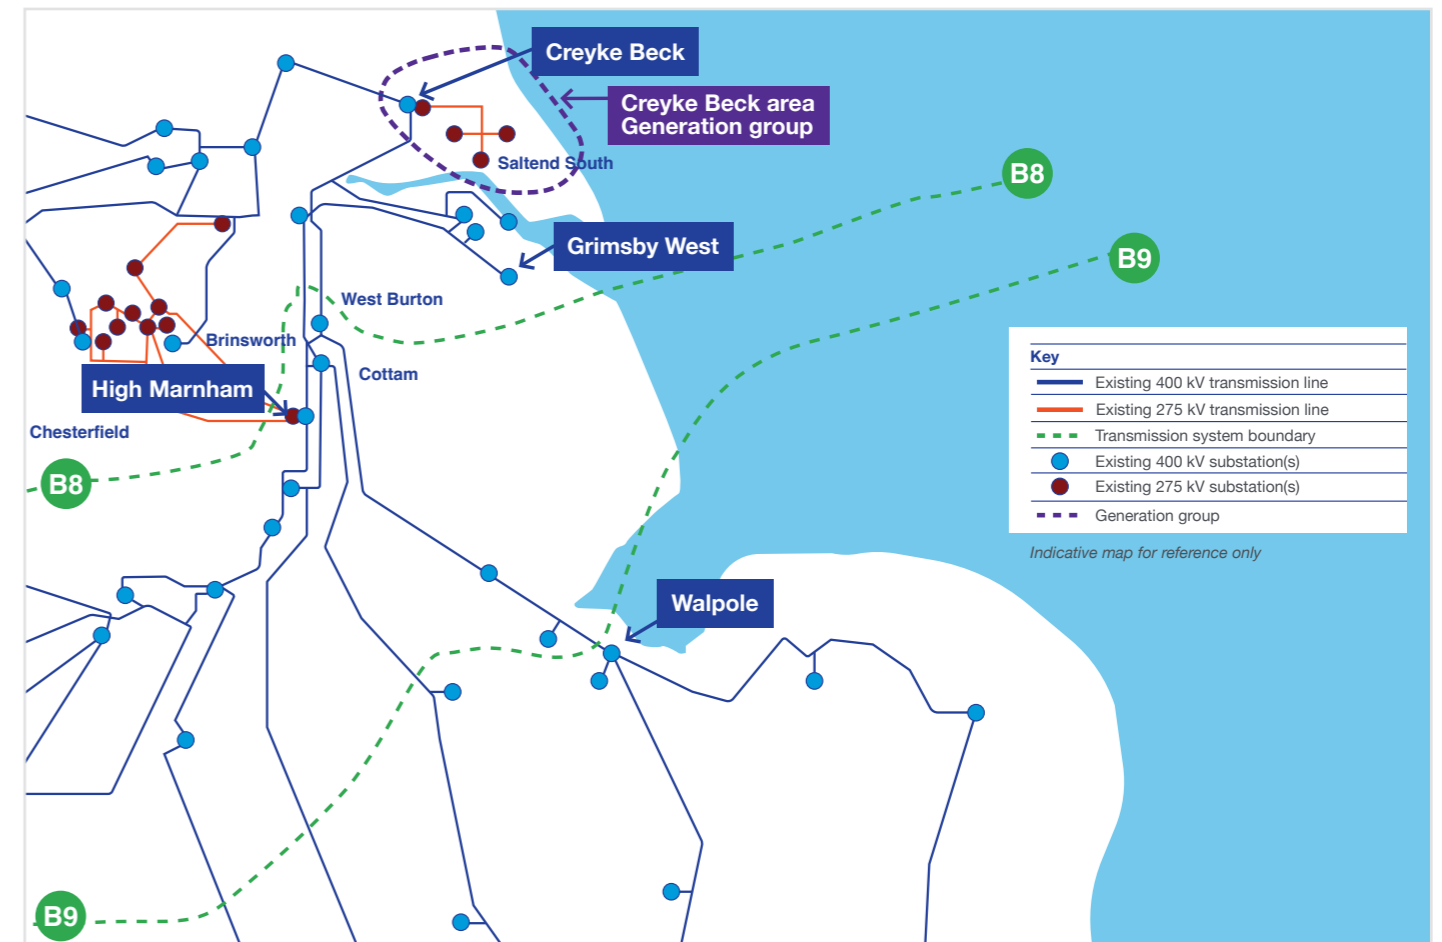 Creyke Beck
Creyke Beck area
Generation group
Saltend South
B8
Grimsby West
B9
West Burton
Brinsworth
Cottam
High Marnham
Chesterfield
B8
Key
Existing 400 kV transmission line
Existing 275 kV transmission line
Transmission system boundary
Existing 400 kV substation(s)
Existing 275 kV substation(s)
Generation group
Indicative map for reference only
Walpole
B9